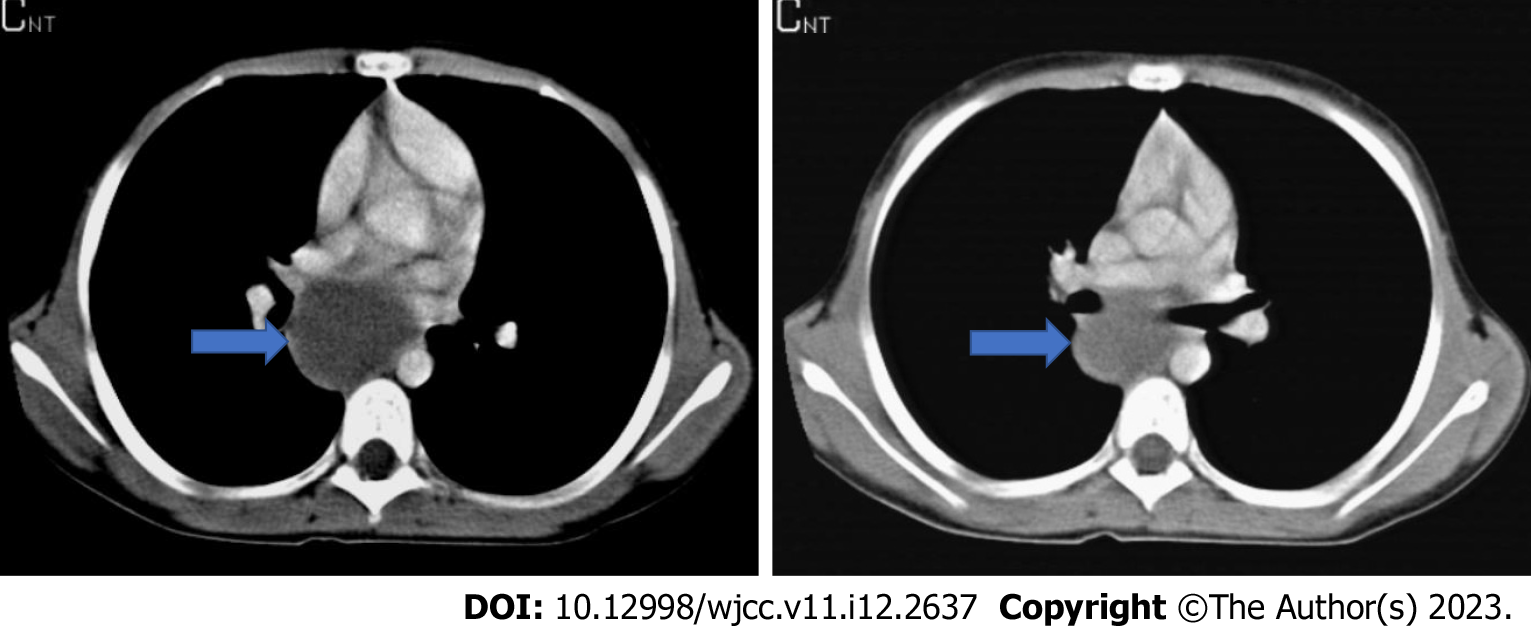 CNT
CNT
DOI: 10.12998/wjcc.v11.i12.2637 Copyright ©The Author(s) 2023.